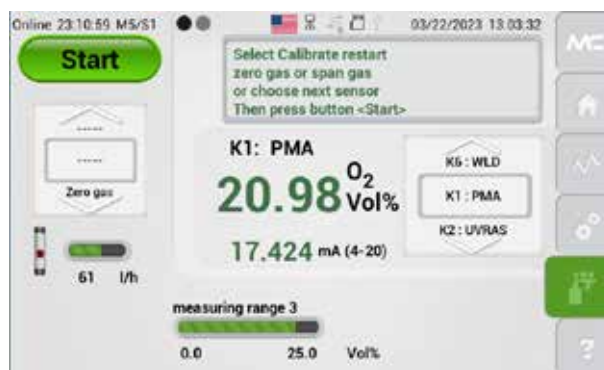 Online 23:10:59 M5/S1
03/22/2023 13:03:32
Start
Select Calibrate restart
zero gas or span gas
or choose next sensor
Then press button <Start>
-----
-----
Zero gas
61 l/h
K1: PMA
20.98 O2 Vol%
17.424 mA (4-20)
K6 : WLD
K1 : PMA
K2 : UVRAS
measuring range 3
0.0 25.0 Vol%
?